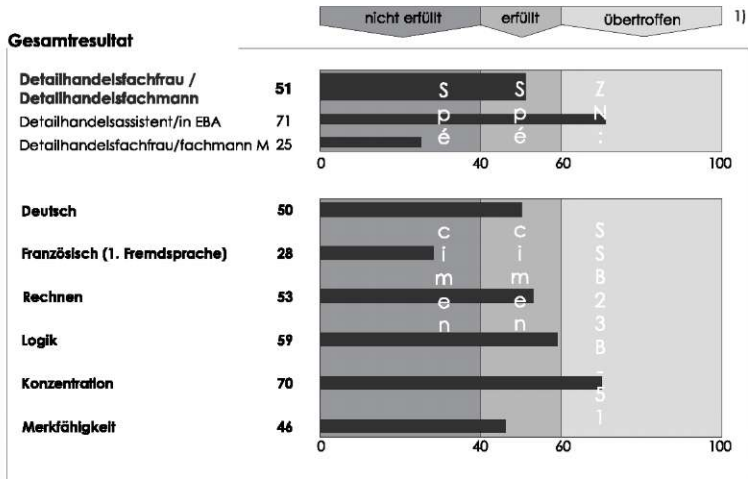 nicht erfüllt erfüllt übertroffen 1)
Gesamtresultat
Detailhandelsfachfrau /
Detailhandelsfachmann 51
Detailhandelsassistent/in EBA 71
Detailhandelsfachfrau/fachmann M 25
0 40 60 100
Deutsch 50
Französisch (1. Fremdsprache) 28
Rechnen 53
Logik 59
Konzentration 70
Merkfähigkeit 46
0 40 60 100
Spécimen
Spécimen
ZN: SSB23B-51